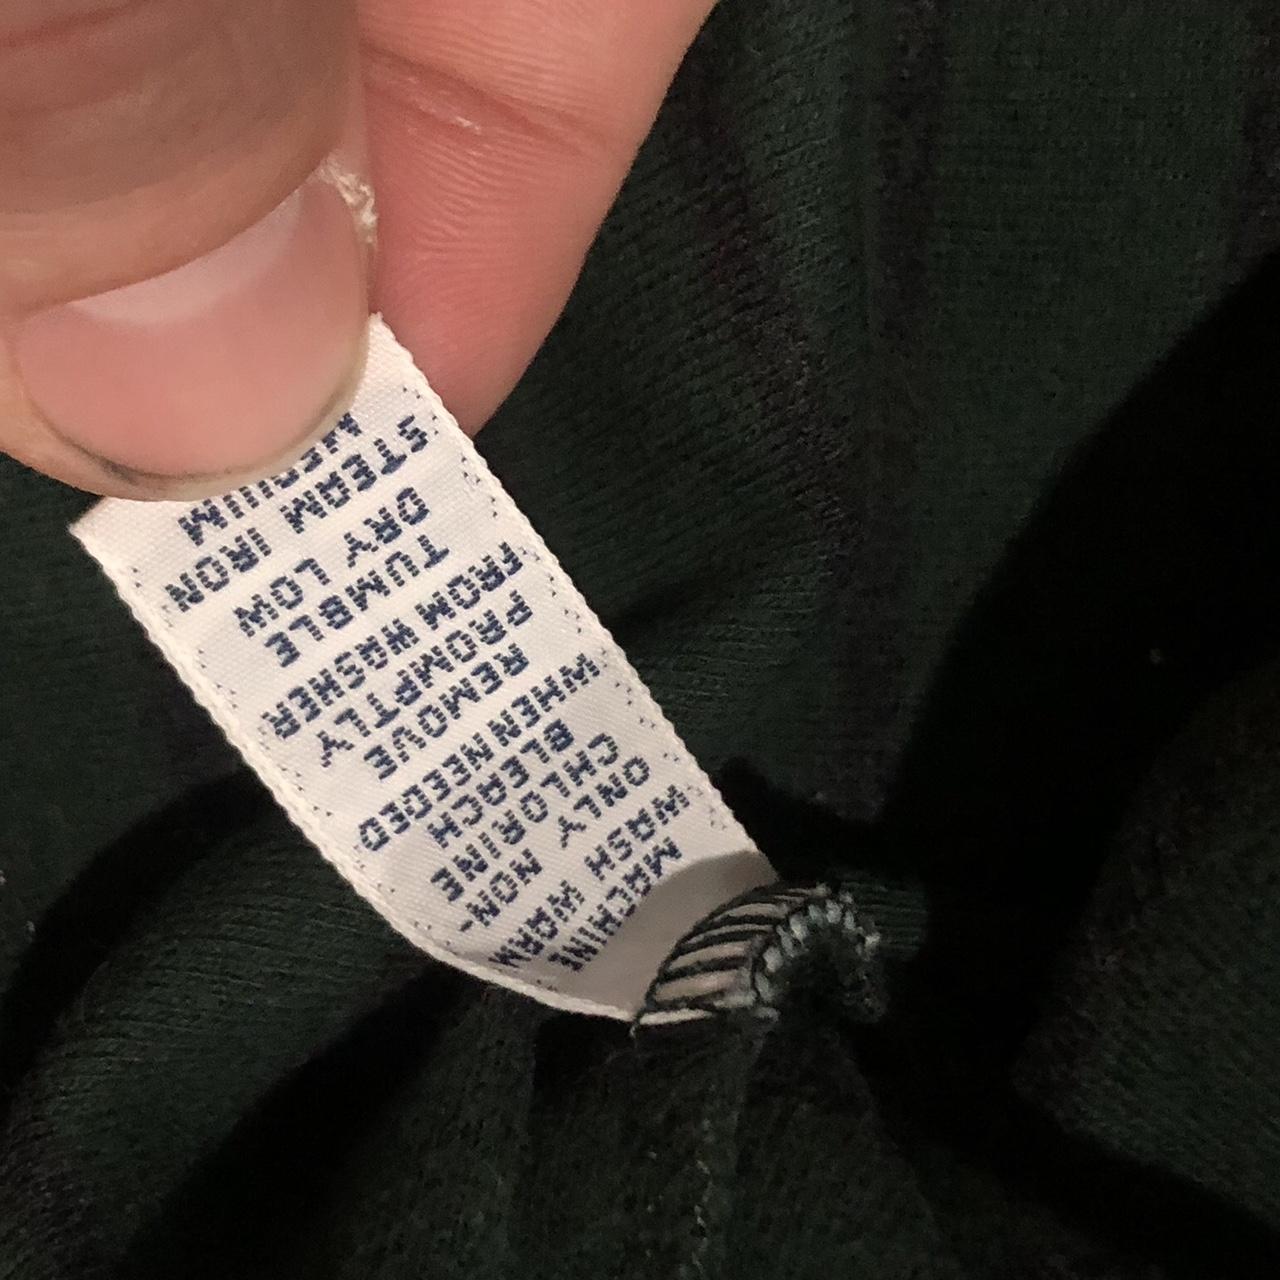 MACHINE
WASH WARM
ONLY NON-
CHLORINE
BLEACH
WHEN NEEDED
REMOVE
PROMPTLY
FROM WASHER
TUMBLE
DRY LOW
STEAM IRON
MEDIUM